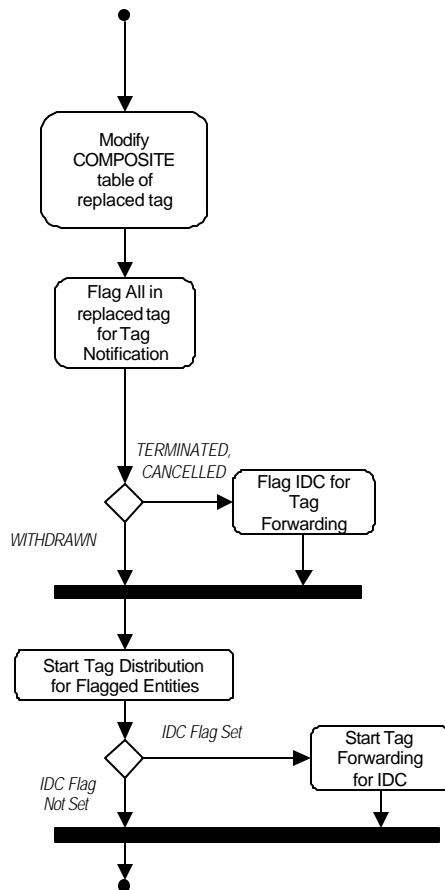 Modify
COMPOSITE
table of
replaced tag
Flag All in
replaced tag
for Tag
Notification
TERMINATED,
CANCELLED
Flag IDC for
Tag
Forwarding
WITHDRAWN
Start Tag Distribution
for Flagged Entities
IDC Flag Set
Start Tag
Forwarding
for IDC
IDC Flag
Not Set